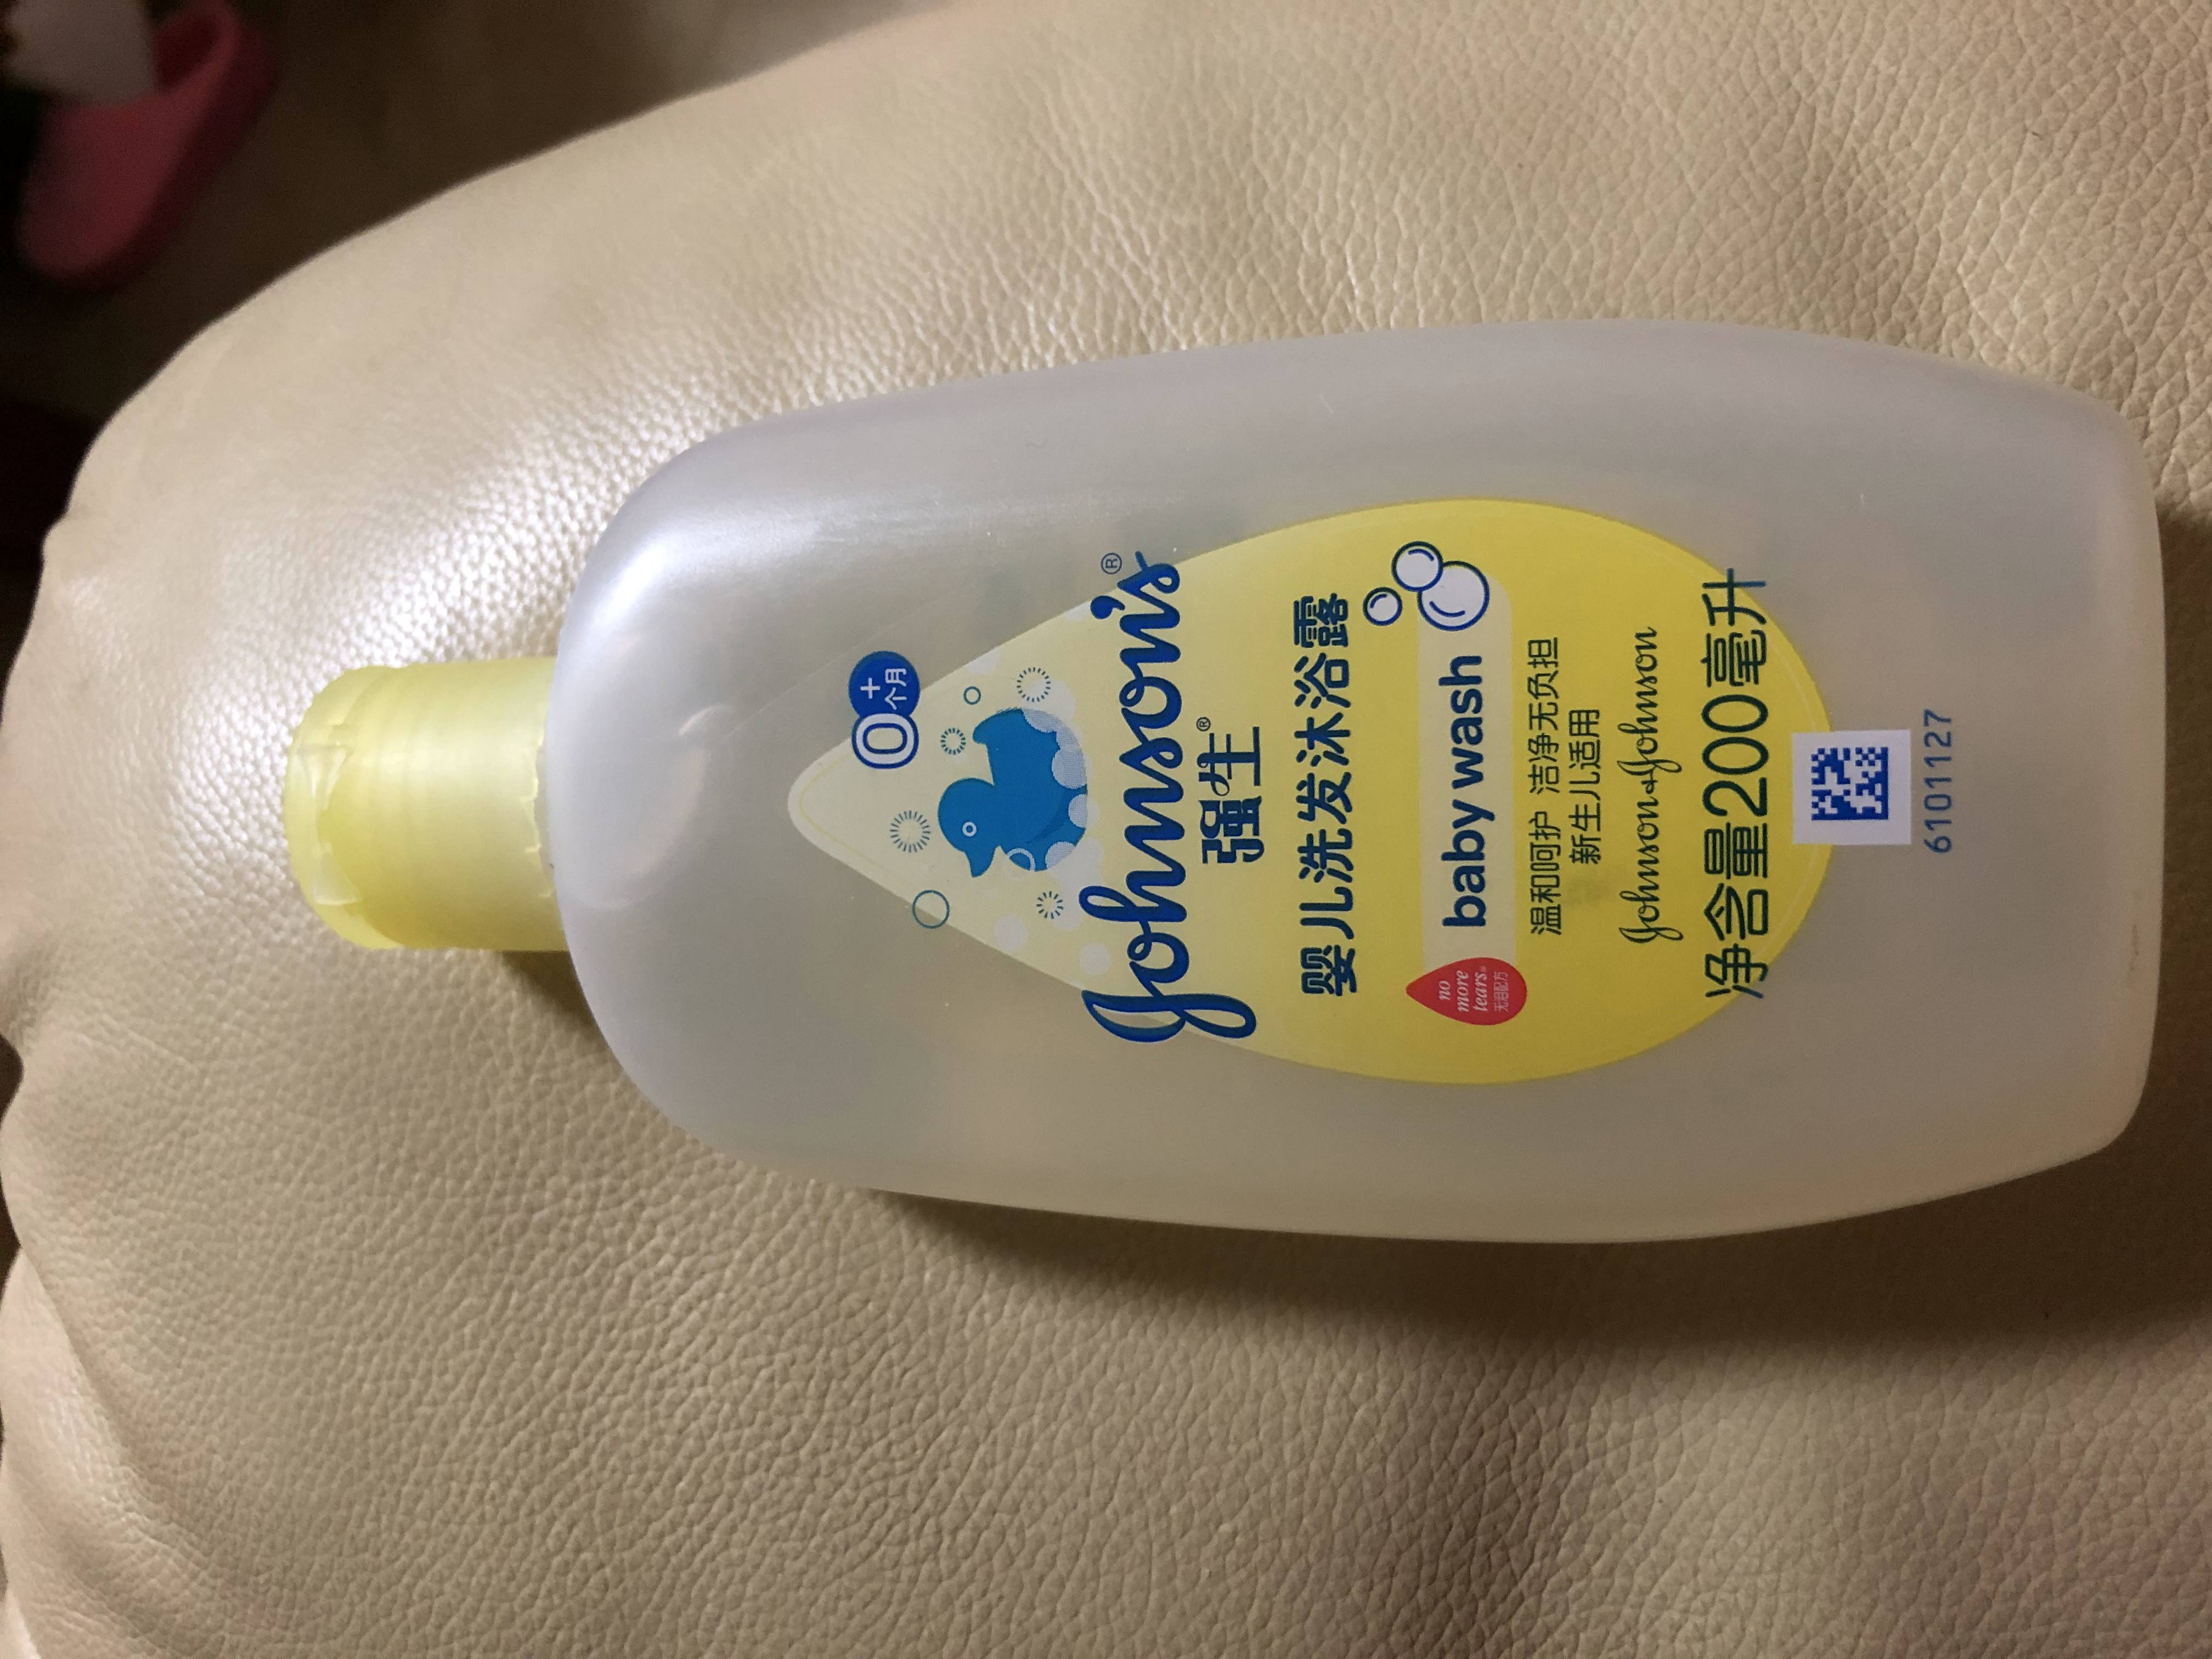 0+
个月
Johnson's®
强生®
婴儿洗发沐浴露
baby wash
no
more
tears®
无泪配方
温和呵护 洁净无负担
新生儿适用
Johnson&Johnson
净含量200毫升
6101127